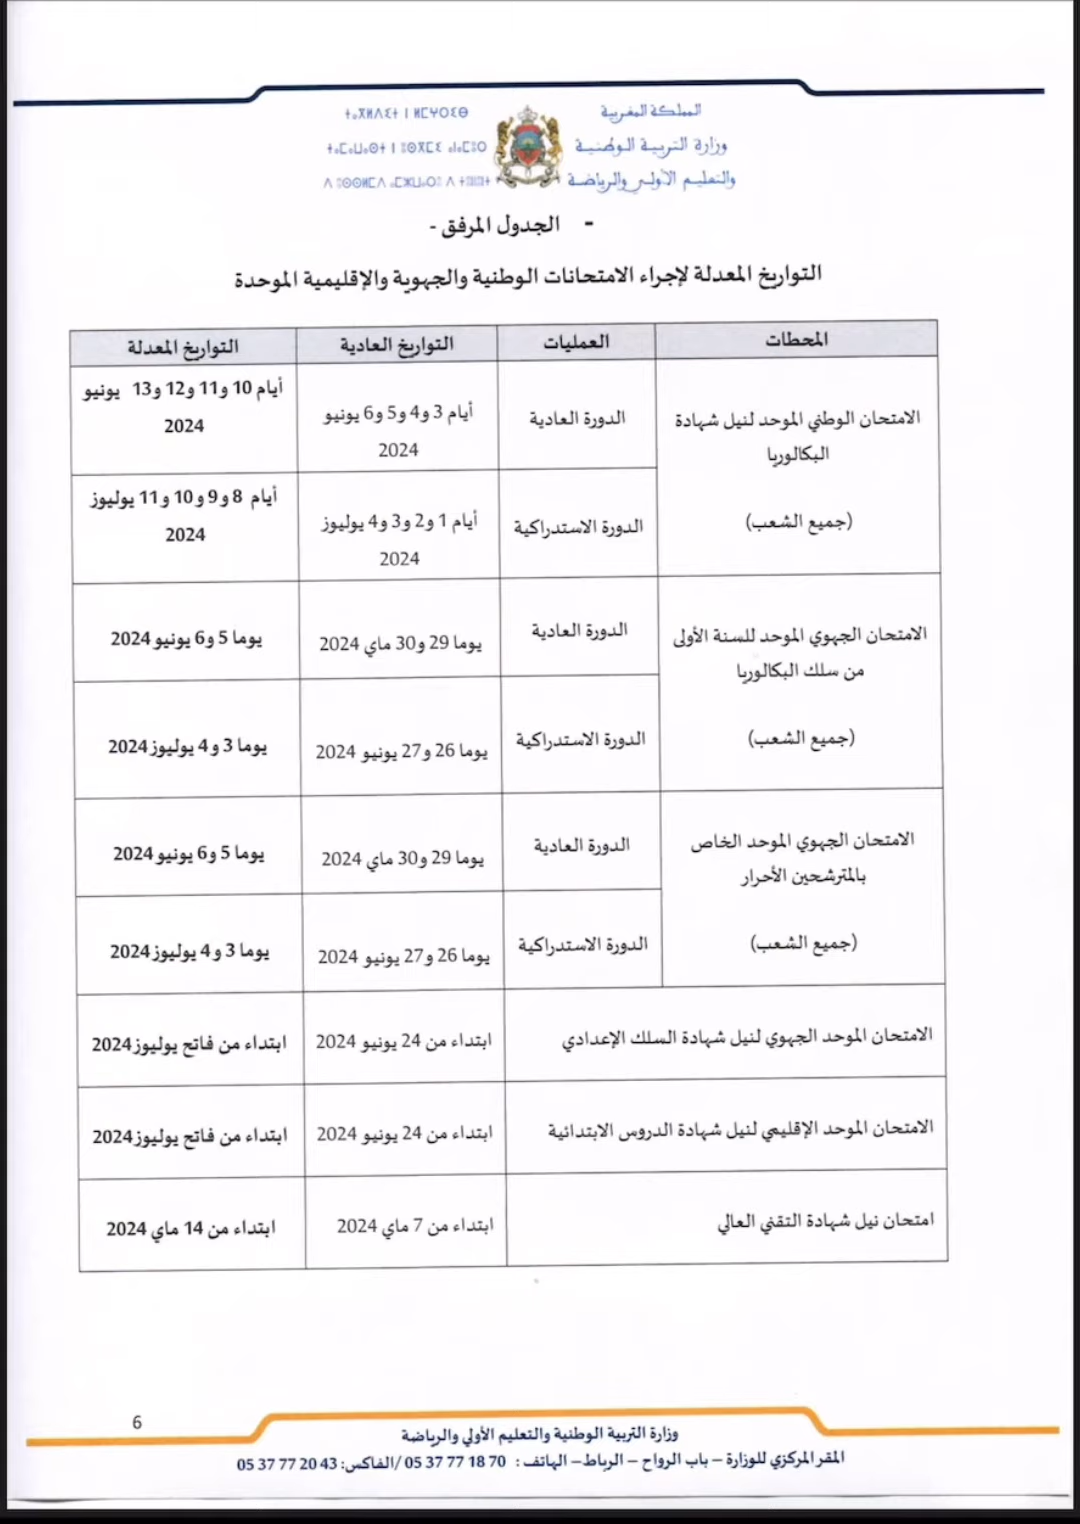 المملكة المغربية
وزارة التربية الوطنية
والتعليم الأولي والرياضة
ⵜⴰⴳⵍⴷⵉⵜ ⵏ ⵍⵎⵖⵔⵉⴱ
ⵜⴰⵎⴰⵡⴰⵙⵜ ⵏ ⵓⵙⴳⵎⵉ ⴰⵏⴰⵎⵓⵔ
- الجدول المرفق -
التواريخ المعدلة لإجراء الامتحانات الوطنية والجهوية والإقليمية الموحدة
المحطات العمليات التواريخ العادية التواريخ المعدلة
الامتحان الوطني الموحد لنيل شهادة
البكالوريا
(جميع الشعب)
الدورة العادية
أيام 3 و4 و5 و6 يونيو
2024
أيام 10 و11 و12 و13 يونيو
2024
الدورة الاستدراكية
أيام 1 و2 و3 و4 يوليوز
2024
أيام 8 و9 و10 و11 يوليوز
2024
الامتحان الجهوي الموحد للسنة الأولى
من سلك البكالوريا
(جميع الشعب)
الدورة العادية
يوما 29 و30 ماي 2024
يوما 5 و6 يونيو 2024
الدورة الاستدراكية
يوما 26 و27 يونيو 2024
يوما 3 و4 يوليوز 2024
الامتحان الجهوي الموحد الخاص
بالمترشحين الأحرار
(جميع الشعب)
الدورة العادية
يوما 29 و30 ماي 2024
يوما 5 و6 يونيو 2024
الدورة الاستدراكية
يوما 26 و27 يونيو 2024
يوما 3 و4 يوليوز 2024
الامتحان الموحد الجهوي لنيل شهادة السلك الإعدادي
ابتداء من 24 يونيو 2024
ابتداء من فاتح يوليوز 2024
الامتحان الموحد الإقليمي لنيل شهادة الدروس الابتدائية
ابتداء من 24 يونيو 2024
ابتداء من فاتح يوليوز 2024
امتحان نيل شهادة التقني العالي
ابتداء من 7 ماي 2024
ابتداء من 14 ماي 2024
6
وزارة التربية الوطنية والتعليم الأولي والرياضة
المقر المركزي للوزارة – باب الرواح – الرباط– الهاتف : 05 37 77 18 70 /الفاكس: 05 37 77 20 43